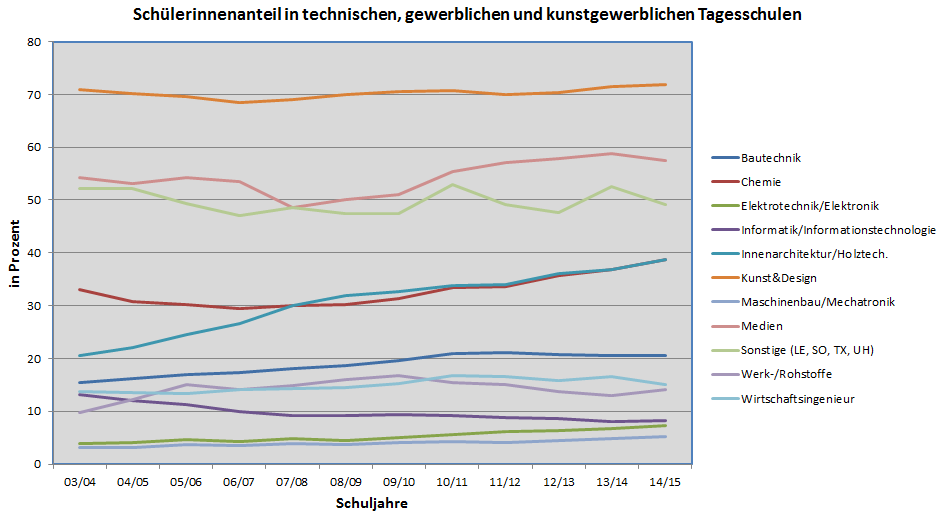 Schülerinnenanteil in technischen, gewerblichen und kunstgewerblichen Tagesschulen
in Prozent
80
70
60
50
40
30
20
10
0
03/04 04/05 05/06 06/07 07/08 08/09 09/10 10/11 11/12 12/13 13/14 14/15
Schuljahre
Bautechnik
Chemie
Elektrotechnik/Elektronik
Informatik/Informationstechnologie
Innenarchitektur/Holztech.
Kunst&Design
Maschinenbau/Mechatronik
Medien
Sonstige (LE, SO, TX, UH)
Werk-/Rohstoffe
Wirtschaftsingenieur